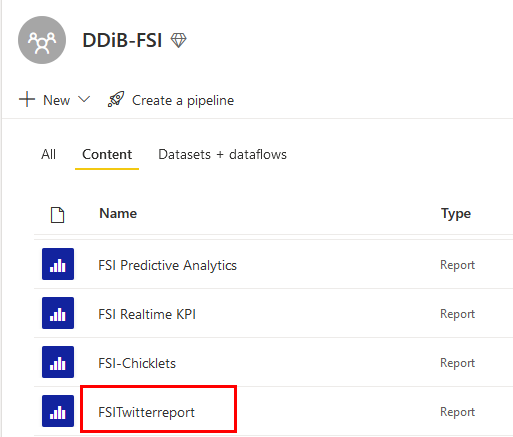 DDiB-FSI
New Create a pipeline
All Content Datasets + dataflows
Name Type
FSI Predictive Analytics Report
FSI Realtime KPI Report
FSI-Chicklets Report
FSITwitterreport Report